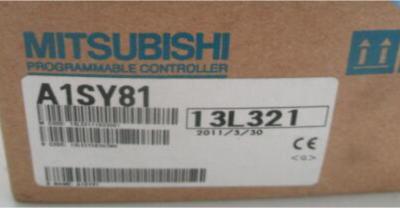 MITSUBISHI
PROGRAMMABLE CONTROLLER
A1SY81
13L321
2011/3/30
CE